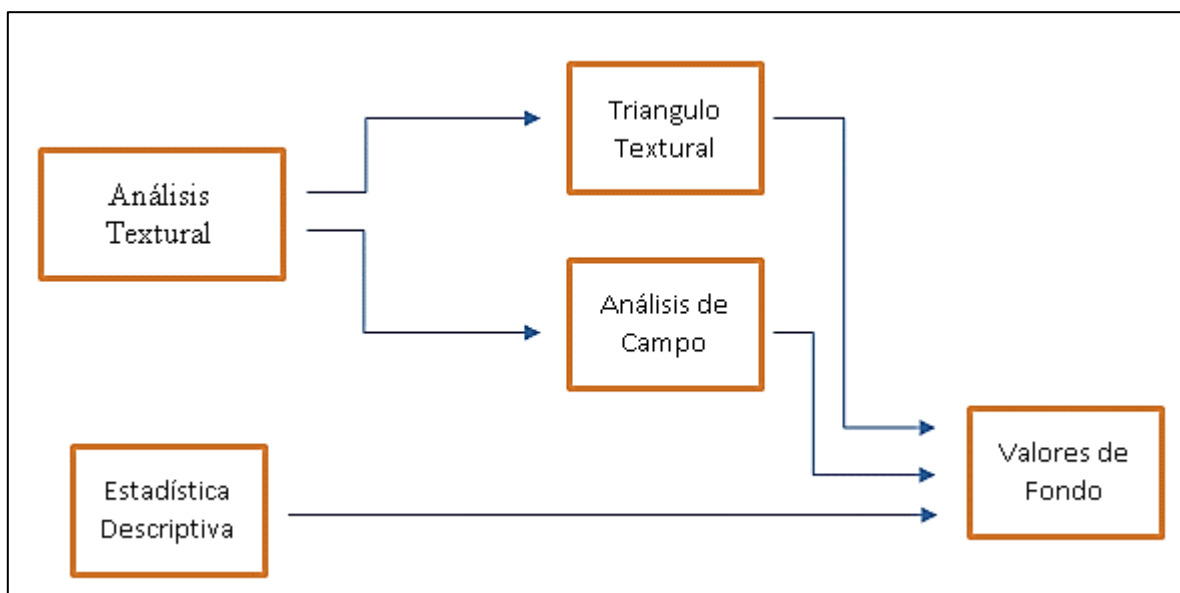 Triangulo
Textural
Análisis
Textural
Análisis de
Campo
Valores de
Fondo
Estadística
Descriptiva